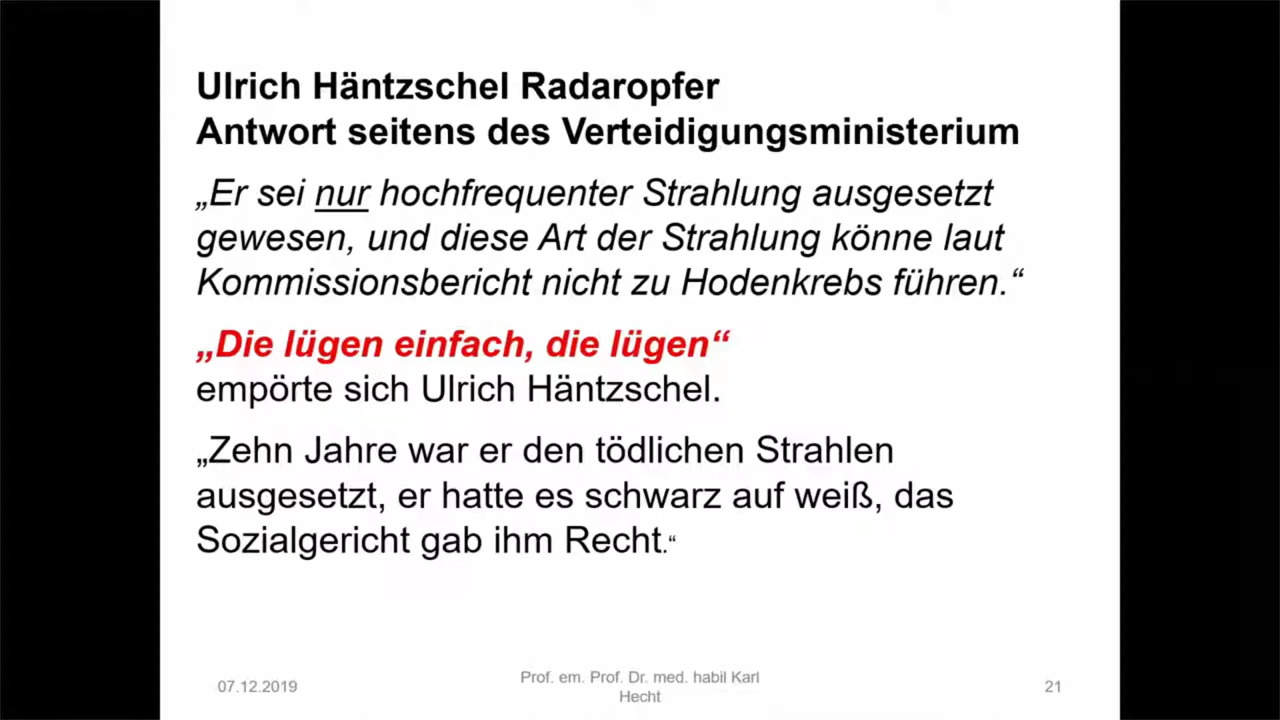 Ulrich Häntzschel Radaropfer
Antwort seitens des Verteidigungsministerium
„Er sei nur hochfrequenter Strahlung ausgesetzt
gewesen, und diese Art der Strahlung könne laut
Kommissionsbericht nicht zu Hodenkrebs führen.“
„Die lügen einfach, die lügen“
empörte sich Ulrich Häntzschel.
„Zehn Jahre war er den tödlichen Strahlen
ausgesetzt, er hatte es schwarz auf weiß, das
Sozialgericht gab ihm Recht.“
07.12.2019
Prof. em. Prof. Dr. med. habil Karl
Hecht
21